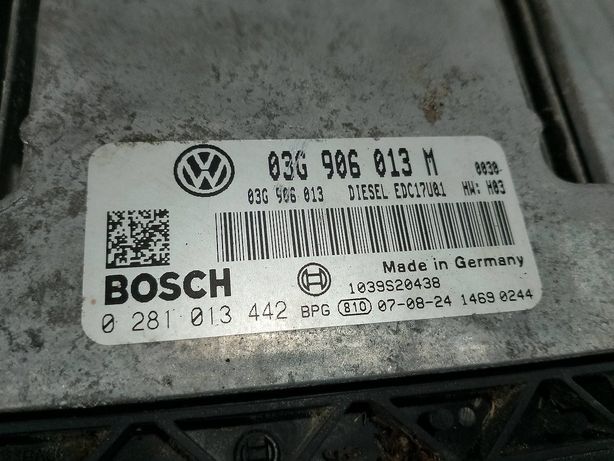 03G 906 013 M 0030-
03G 906 013 DIESEL EDC17U01 HW: H03
Made in Germany
BOSCH 1039S20438
0 281 013 442 BPG 810 07-08-24 1469 0244